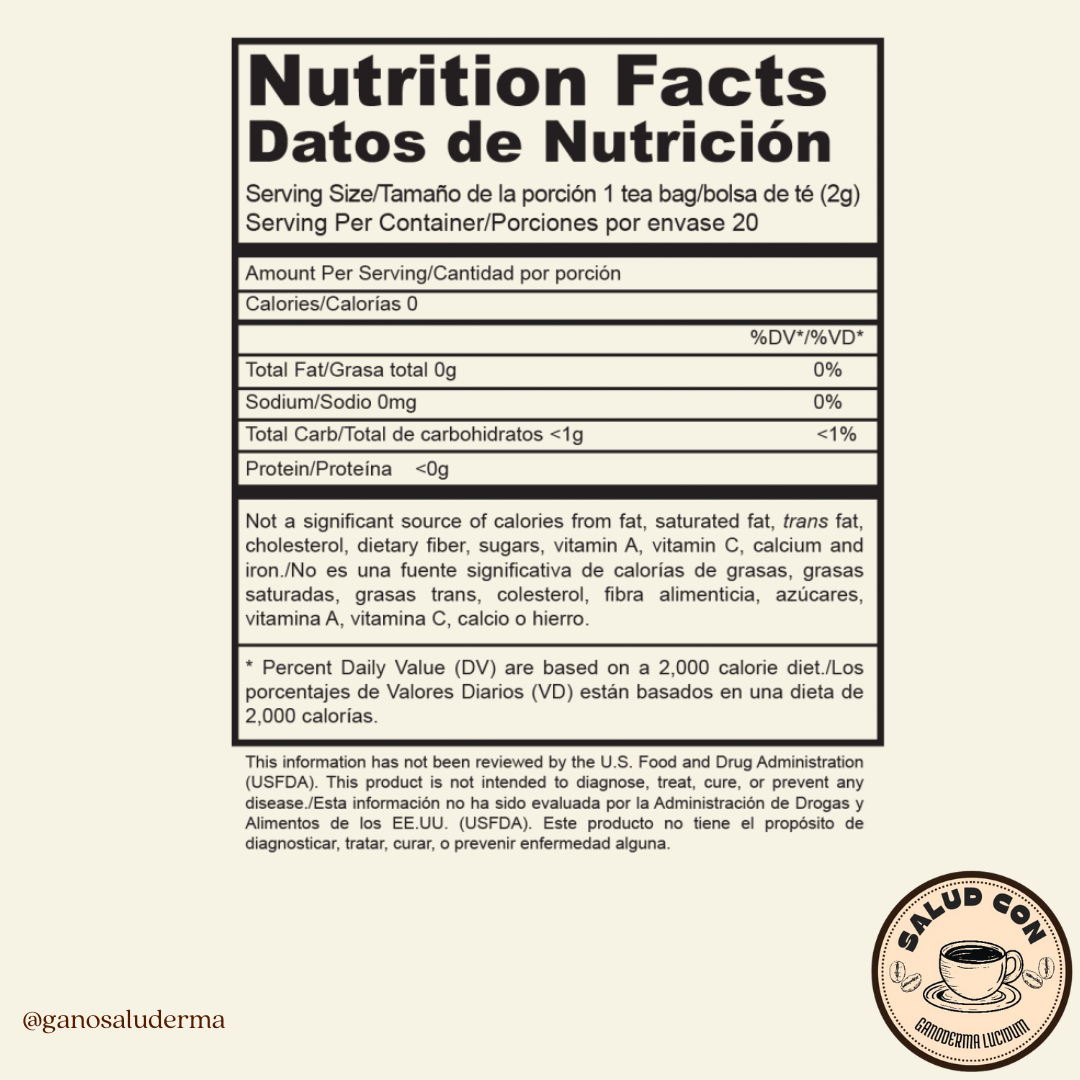 Nutrition Facts
Datos de Nutrición
Serving Size/Tamaño de la porción 1 tea bag/bolsa de té (2g)
Serving Per Container/Porciones por envase 20
Amount Per Serving/Cantidad por porción
Calories/Calorías 0
%DV*/%VD*
Total Fat/Grasa total 0g 0%
Sodium/Sodio 0mg 0%
Total Carb/Total de carbohidratos <1g <1%
Protein/Proteína <0g
Not a significant source of calories from fat, saturated fat, trans fat,
cholesterol, dietary fiber, sugars, vitamin A, vitamin C, calcium and
iron./No es una fuente significativa de calorías de grasas, grasas
saturadas, grasas trans, colesterol, fibra alimenticia, azúcares,
vitamina A, vitamina C, calcio o hierro.
* Percent Daily Value (DV) are based on a 2,000 calorie diet./Los
porcentajes de Valores Diarios (VD) están basados en una dieta de
2,000 calorías.
This information has not been reviewed by the U.S. Food and Drug Administration
(USFDA). This product is not intended to diagnose, treat, cure, or prevent any
disease./Esta información no ha sido evaluada por la Administración de Drogas y
Alimentos de los EE.UU. (USFDA). Este producto no tiene el propósito de
diagnosticar, tratar, curar, o prevenir enfermedad alguna.
SALUD CON
GANODERMA LUCIDUM
@ganosaluderma